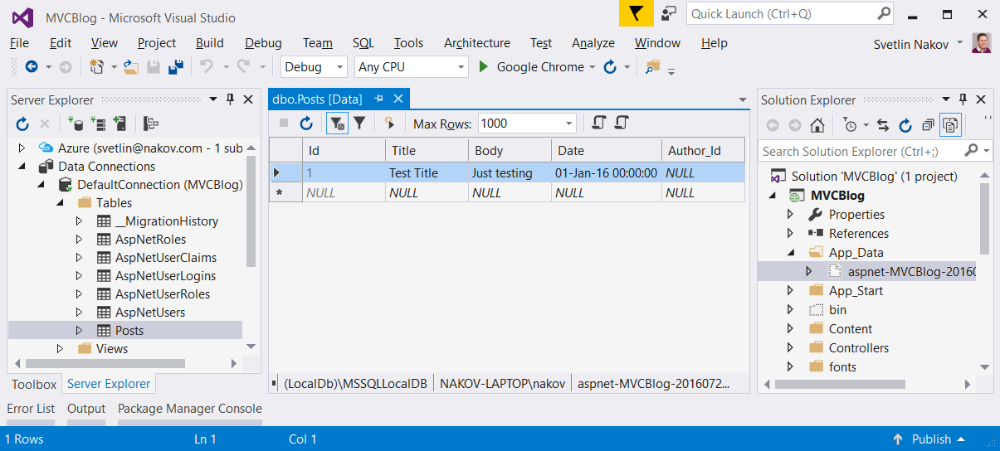 MVCBlog - Microsoft Visual Studio
Quick Launch (Ctrl+Q)
File Edit View Project Build Debug Team SQL Tools Architecture Test Analyze Window Help
Svetlin Nakov
Debug Any CPU Google Chrome
Server Explorer
Azure (svetlin@nakov.com - 1 sub
Data Connections
DefaultConnection (MVCBlog)
Tables
__MigrationHistory
AspNetRoles
AspNetUserClaims
AspNetUserLogins
AspNetUserRoles
AspNetUsers
Posts
Views
Toolbox Server Explorer
dbo.Posts [Data]
Max Rows: 1000
Id Title Body Date Author_Id
1 Test Title Just testing 01-Jan-16 00:00:00 NULL
* NULL NULL NULL NULL NULL
(LocalDb)\MSSQLLocalDB NAKOV-LAPTOP\nakov aspnet-MVCBlog-2016072...
Solution Explorer
Search Solution Explorer (Ctrl+;)
Solution 'MVCBlog' (1 project)
MVCBlog
Properties
References
App_Data
aspnet-MVCBlog-2016
App_Start
bin
Content
Controllers
fonts
Error List Output Package Manager Console
1 Rows Ln 1 Col 1 Publish